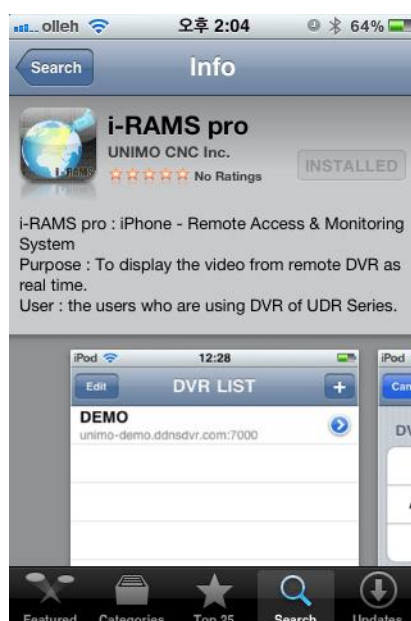 olleh 오후 2:04 64%
Search Info
i-RAMS pro
UNIMO CNC Inc.
No Ratings
INSTALLED
i-RAMS
i-RAMS pro : iPhone - Remote Access & Monitoring
System
Purpose : To display the video from remote DVR as
real time.
User : the users who are using DVR of UDR Series.
iPod 12:28
Edit DVR LIST +
DEMO
unimo-demo.ddnsdvr.com:7000
iPod
Can
DV
Featured Categories Top 25 Search Updates